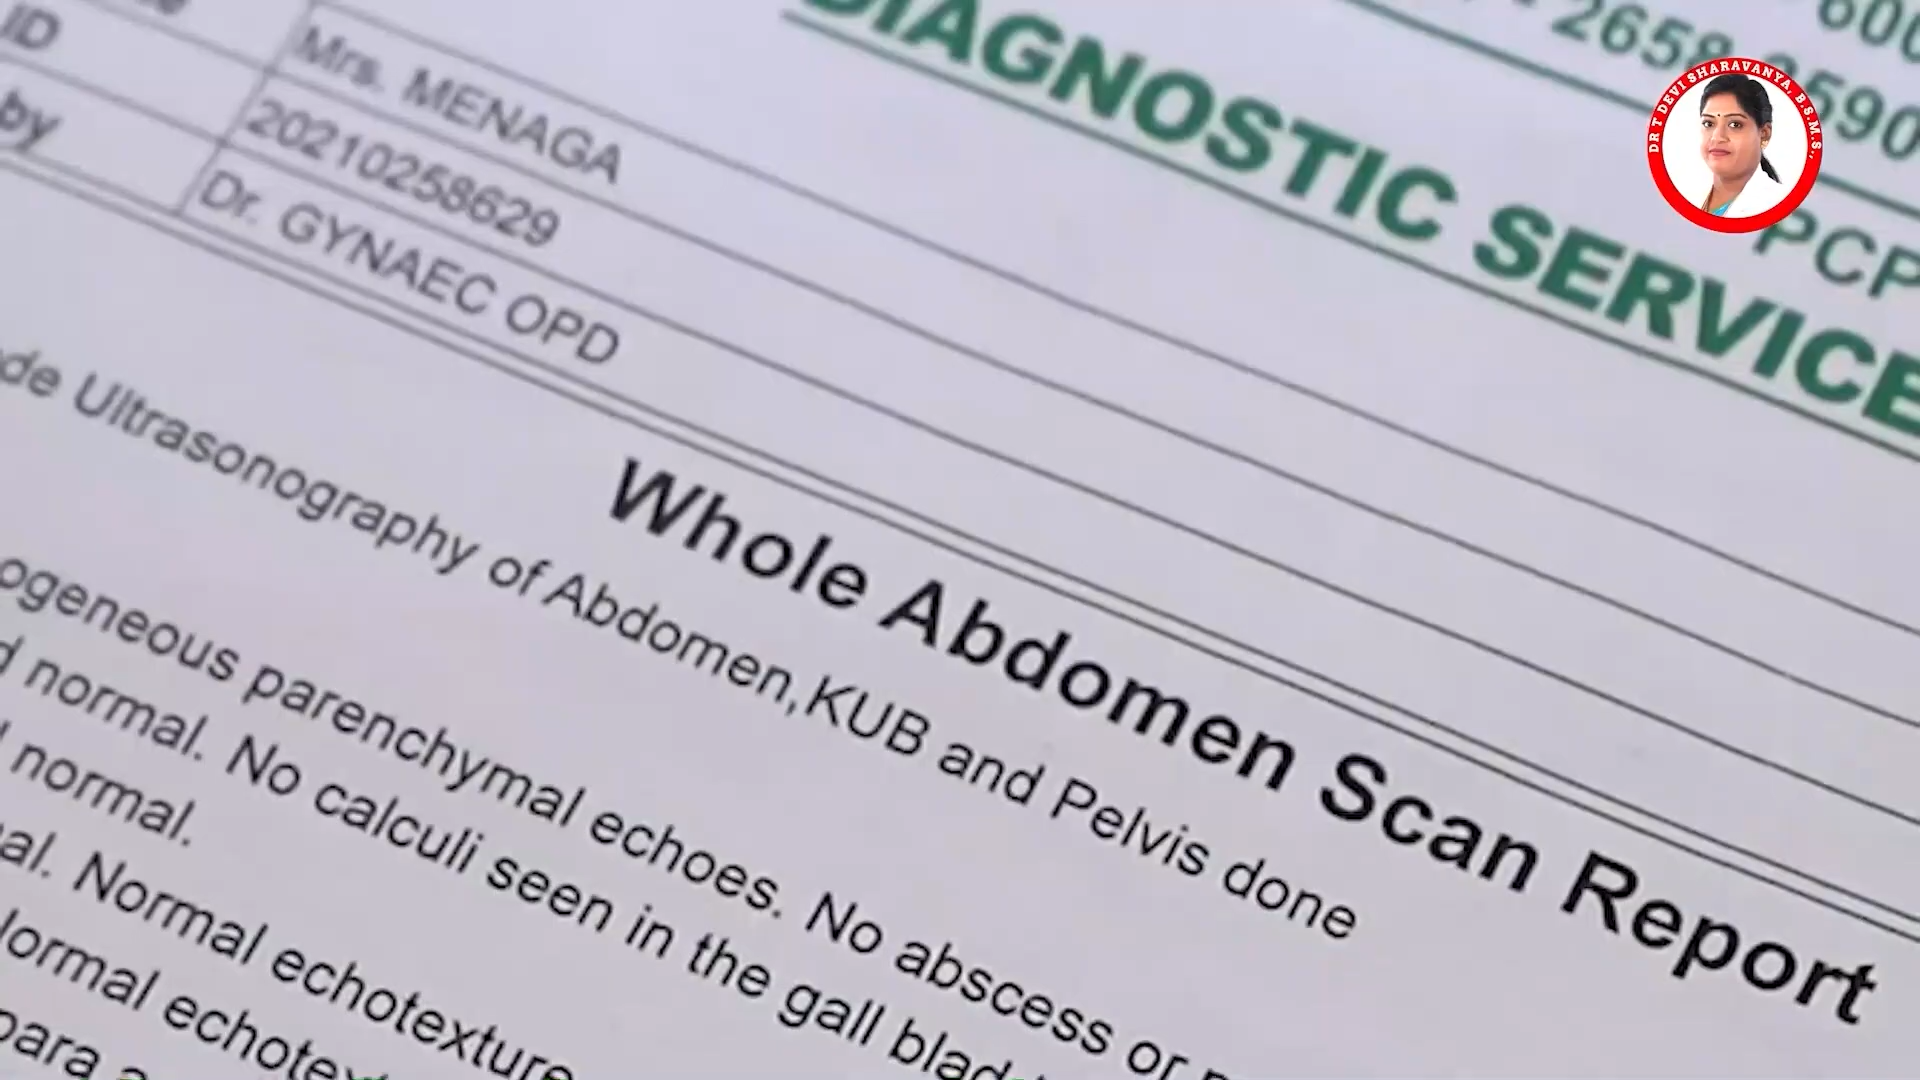 600
2658 2590
PCP
DIAGNOSTIC SERVICE
DR T DEVI SHARAVANYA, B.S.M.S.,
ID
Mrs. MENAGA
20210258629
by
Dr. GYNAEC OPD
Whole Abdomen Scan Report
de Ultrasonography of Abdomen,KUB and Pelvis done
ogeneous parenchymal echoes. No abscess or
d normal. No calculi seen in the gall blad
normal.
al. Normal echotexture
Normal echotex
para a